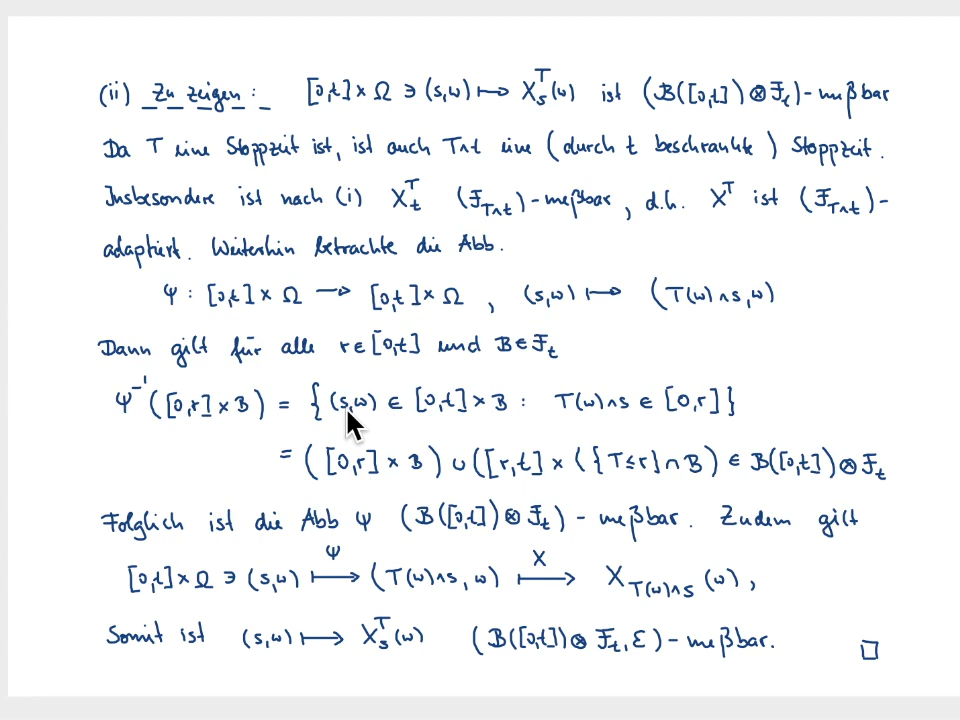 (ii) Zu zeigen: [0,t] × Ω ∋ (s,ω) ↦ X_s^T(ω) ist (B([0,t]) ⊗ F_t)-meßbar
Da T eine Stoppzeit ist, ist auch T∧t eine (durch t beschränkte) Stoppzeit.
Insbesondere ist nach (i) X_t^T (F_{T∧t})-meßbar, d.h. X^T ist (F_{T∧t})-
adaptiert. Weiterhin betrachte die Abb.
Ψ : [0,t] × Ω → [0,t] × Ω , (s,ω) ↦ (T(ω)∧s, ω)
Dann gilt für alle r ∈ [0,t] und B ∈ F_t
Ψ^{-1}([0,r] × B) = { (s,ω) ∈ [0,t] × B : T(ω)∧s ∈ [0,r] }
= ([0,r] × B) ∪ ([r,t] × ({T ≤ r} ∩ B) ∈ B([0,t]) ⊗ F_t
Folglich ist die Abb Ψ (B([0,t]) ⊗ F_t)-meßbar. Zudem gilt
[0,t] × Ω ∋ (s,ω) ↦^Ψ (T(ω)∧s, ω) ↦^X X_{T(ω)∧s}(ω),
Somit ist (s,ω) ↦ X_s^T(ω) (B([0,t]) ⊗ F_t, E)-meßbar. □